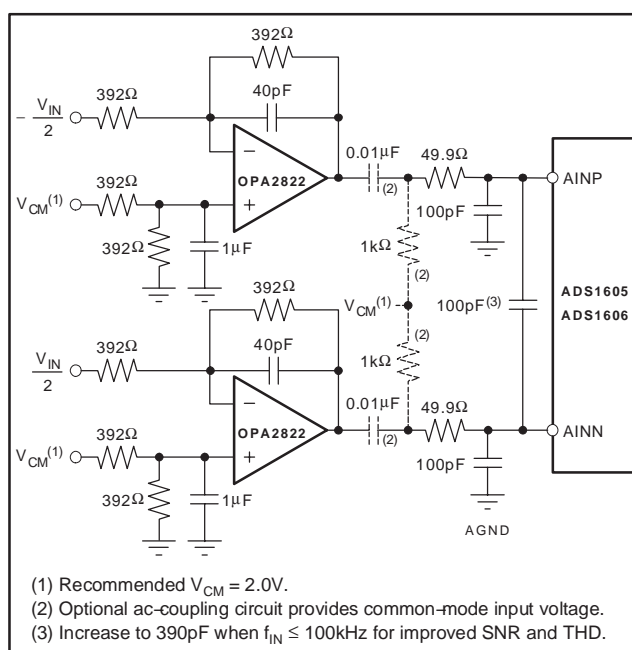 392Ω
40pF
− V_IN/2
392Ω
−
OPA2822
+
0.01μF
(2)
49.9Ω
AINP
V_CM(1)
392Ω
392Ω
1μF
1kΩ
(2)
100pF
V_CM(1)
392Ω
100pF(3)
ADS1605
ADS1606
V_IN/2
392Ω
40pF
(2)
1kΩ
−
OPA2822
+
0.01μF
(2)
49.9Ω
AINN
V_CM(1)
392Ω
392Ω
1μF
100pF
AGND
(1) Recommended V_CM = 2.0V.
(2) Optional ac−coupling circuit provides common−mode input voltage.
(3) Increase to 390pF when f_IN ≤ 100kHz for improved SNR and THD.